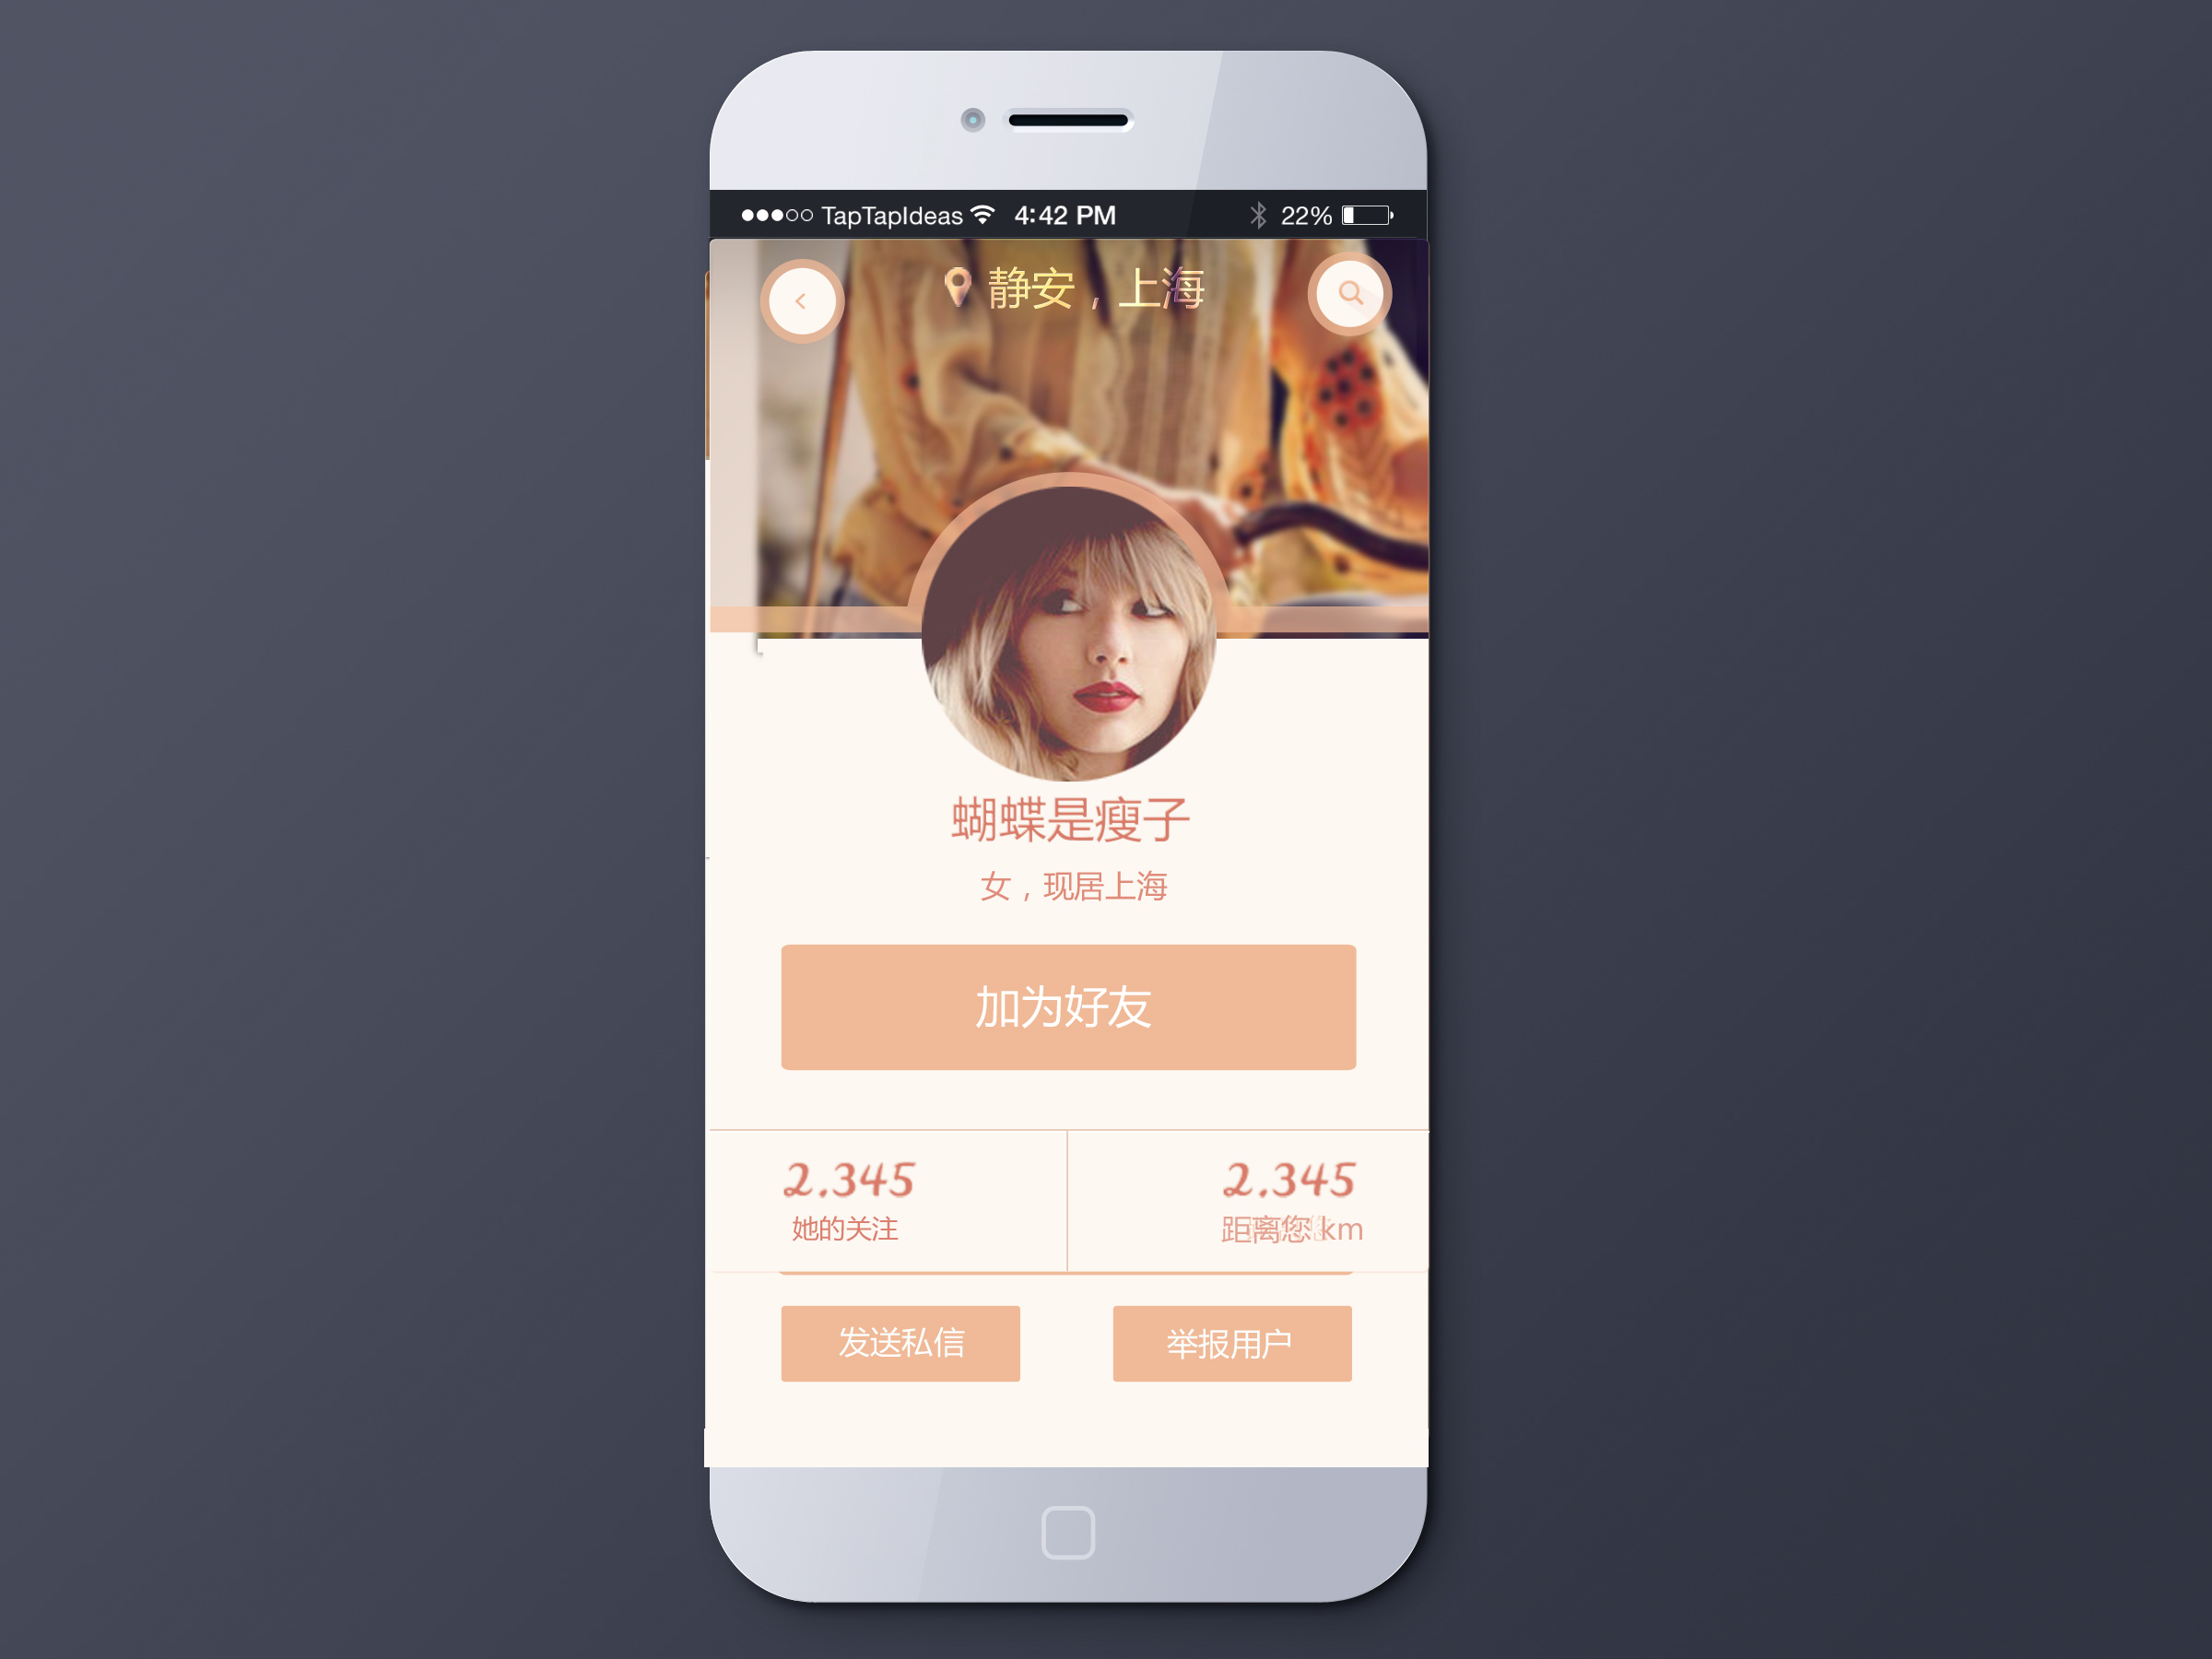 TapTapIdeas 4:42 PM 22%
静安，上海
蝴蝶是瘦子
女，现居上海
加为好友
2.345 2.345
她的关注 距离您 km
发送私信 举报用户